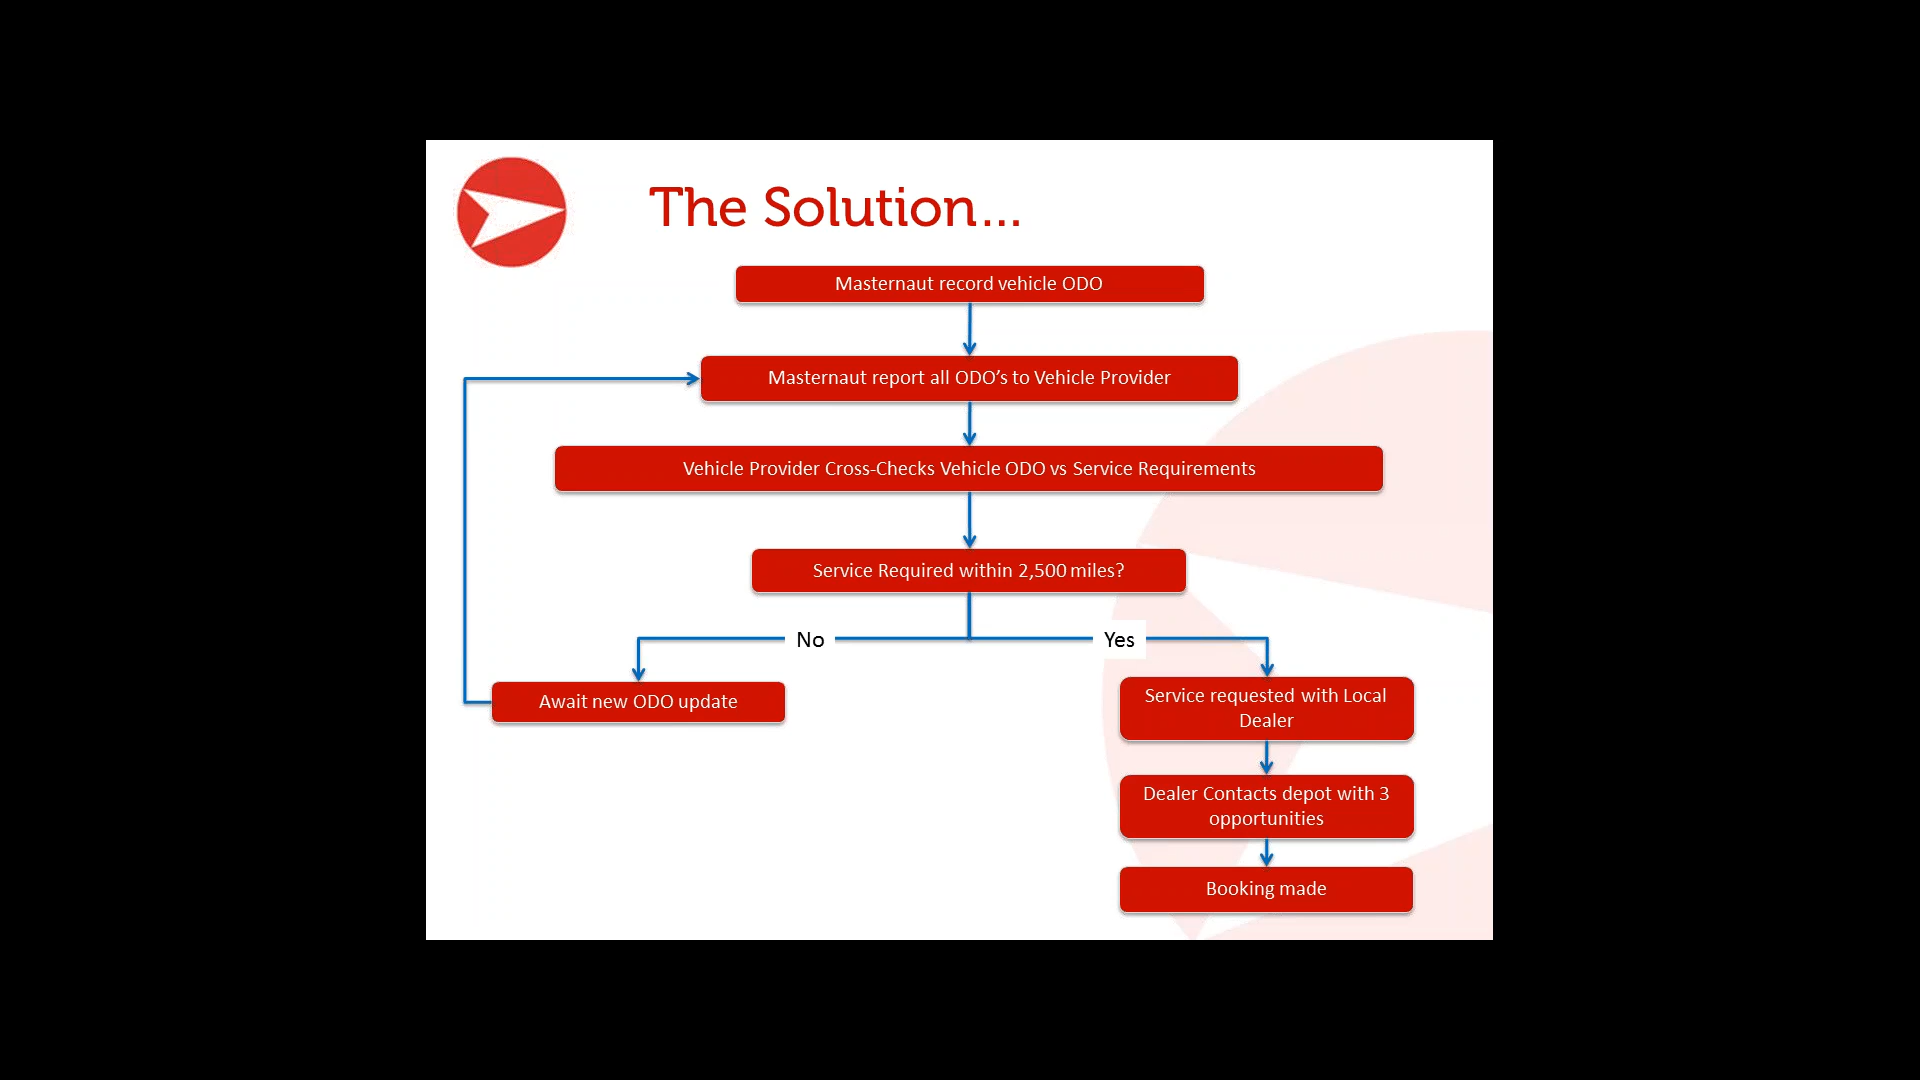 The Solution...
Masternaut record vehicle ODO
Masternaut report all ODO’s to Vehicle Provider
Vehicle Provider Cross-Checks Vehicle ODO vs Service Requirements
Service Required within 2,500 miles?
No
Yes
Await new ODO update
Service requested with Local
Dealer
Dealer Contacts depot with 3
opportunities
Booking made